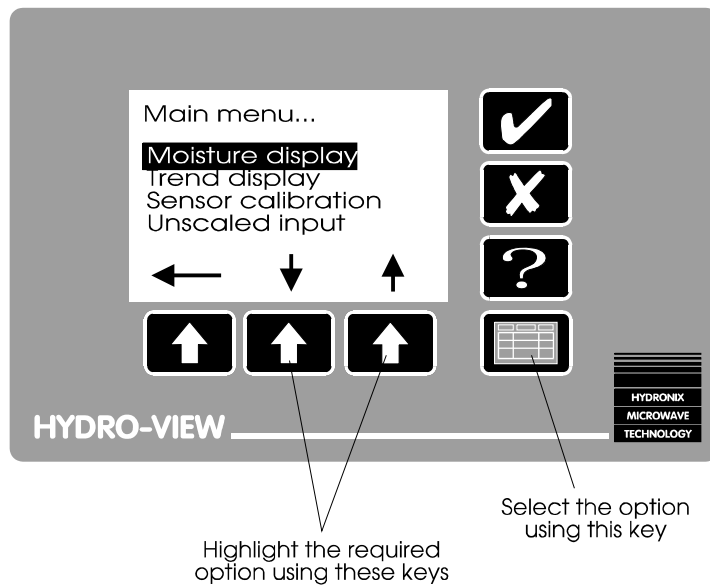 Main menu...
Moisture display
Trend display
Sensor calibration
Unscaled input
?
HYDRO-VIEW
HYDRONIX
MICROWAVE
TECHNOLOGY
Select the option
using this key
Highlight the required
option using these keys